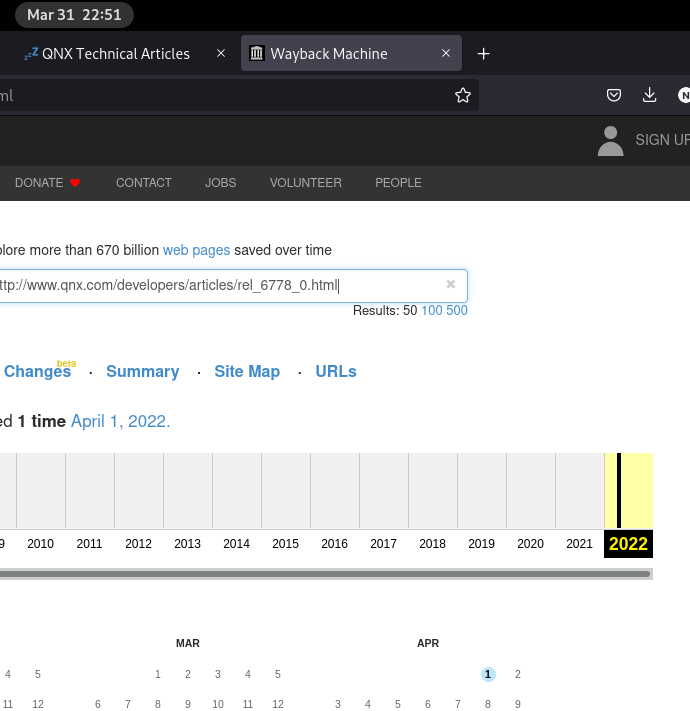 Mar 31 22:51
QNX Technical Articles × Wayback Machine × +
ml
SIGN UP
DONATE CONTACT JOBS VOLUNTEER PEOPLE
plore more than 670 billion web pages saved over time
ttp://www.qnx.com/developers/articles/rel_6778_0.html ×
Results: 50 100 500
Changes beta · Summary · Site Map · URLs
ed 1 time April 1, 2022.
9 2010 2011 2012 2013 2014 2015 2016 2017 2018 2019 2020 2021 2022
MAR APR
4 5 1 2 3 4 5 1 2
11 12 6 7 8 9 10 11 12 3 4 5 6 7 8 9